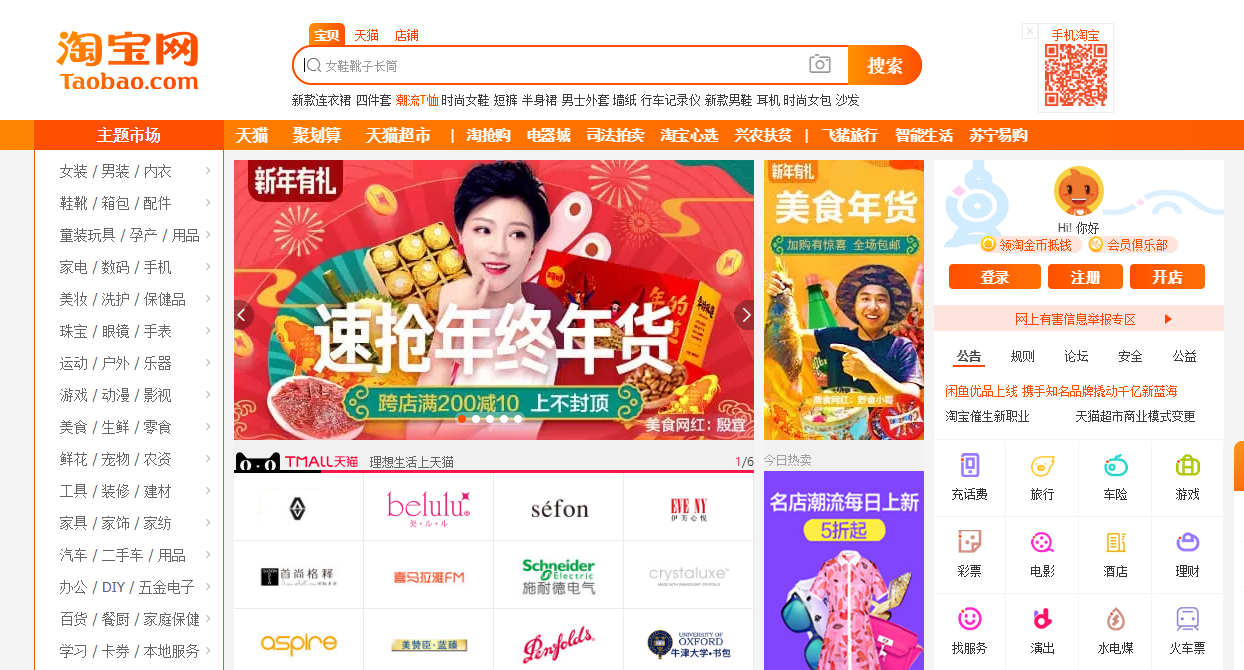 淘宝网
Taobao.com
宝贝 天猫 店铺
女鞋靴子长筒
搜索
新款连衣裙 四件套 潮流T恤 时尚女鞋 短裤 半身裙 男士外套 墙纸 行车记录仪 新款男鞋 耳机 时尚女包 沙发
手机淘宝
主题市场
天猫 聚划算 天猫超市 | 淘抢购 电器城 司法拍卖 淘宝心选 兴农扶贫 | 飞猪旅行 智能生活 苏宁易购
女装 / 男装 / 内衣
鞋靴 / 箱包 / 配件
童装玩具 / 孕产 / 用品
家电 / 数码 / 手机
美妆 / 洗护 / 保健品
珠宝 / 眼镜 / 手表
运动 / 户外 / 乐器
游戏 / 动漫 / 影视
美食 / 生鲜 / 零食
鲜花 / 宠物 / 农资
工具 / 装修 / 建材
家具 / 家饰 / 家纺
汽车 / 二手车 / 用品
办公 / DIY / 五金电子
百货 / 餐厨 / 家庭保健
学习 / 卡券 / 本地服务
新年有礼
速抢年终年货
跨店满200减20 上不封顶
美食网红：殷宜
TMALL天猫 理想生活上天猫
1/6
belulu
美·ル·ル
séfon
EVE NY
伊芙心悦
首尚格释
喜马拉雅FM
Schneider
Electric
施耐德电气
crystaluxe
aspire
美赞臣·蓝臻
Penfolds
UNIVERSITY OF
OXFORD
牛津大学·书包
新年有礼
美食年货
加购有惊喜 全场包邮
美食网红：野食小哥
今日热卖
名店潮流每日上新
5折起
Hi! 你好
领淘金币抵钱 会员俱乐部
登录 注册 开店
网上有害信息举报专区
公告 规则 论坛 安全 公益
闲鱼优品上线 携手知名品牌撬动千亿新蓝海
淘宝催生新职业 天猫超市商业模式变更
充话费 旅行 车险 游戏
彩票 电影 酒店 理财
找服务 演出 水电煤 火车票